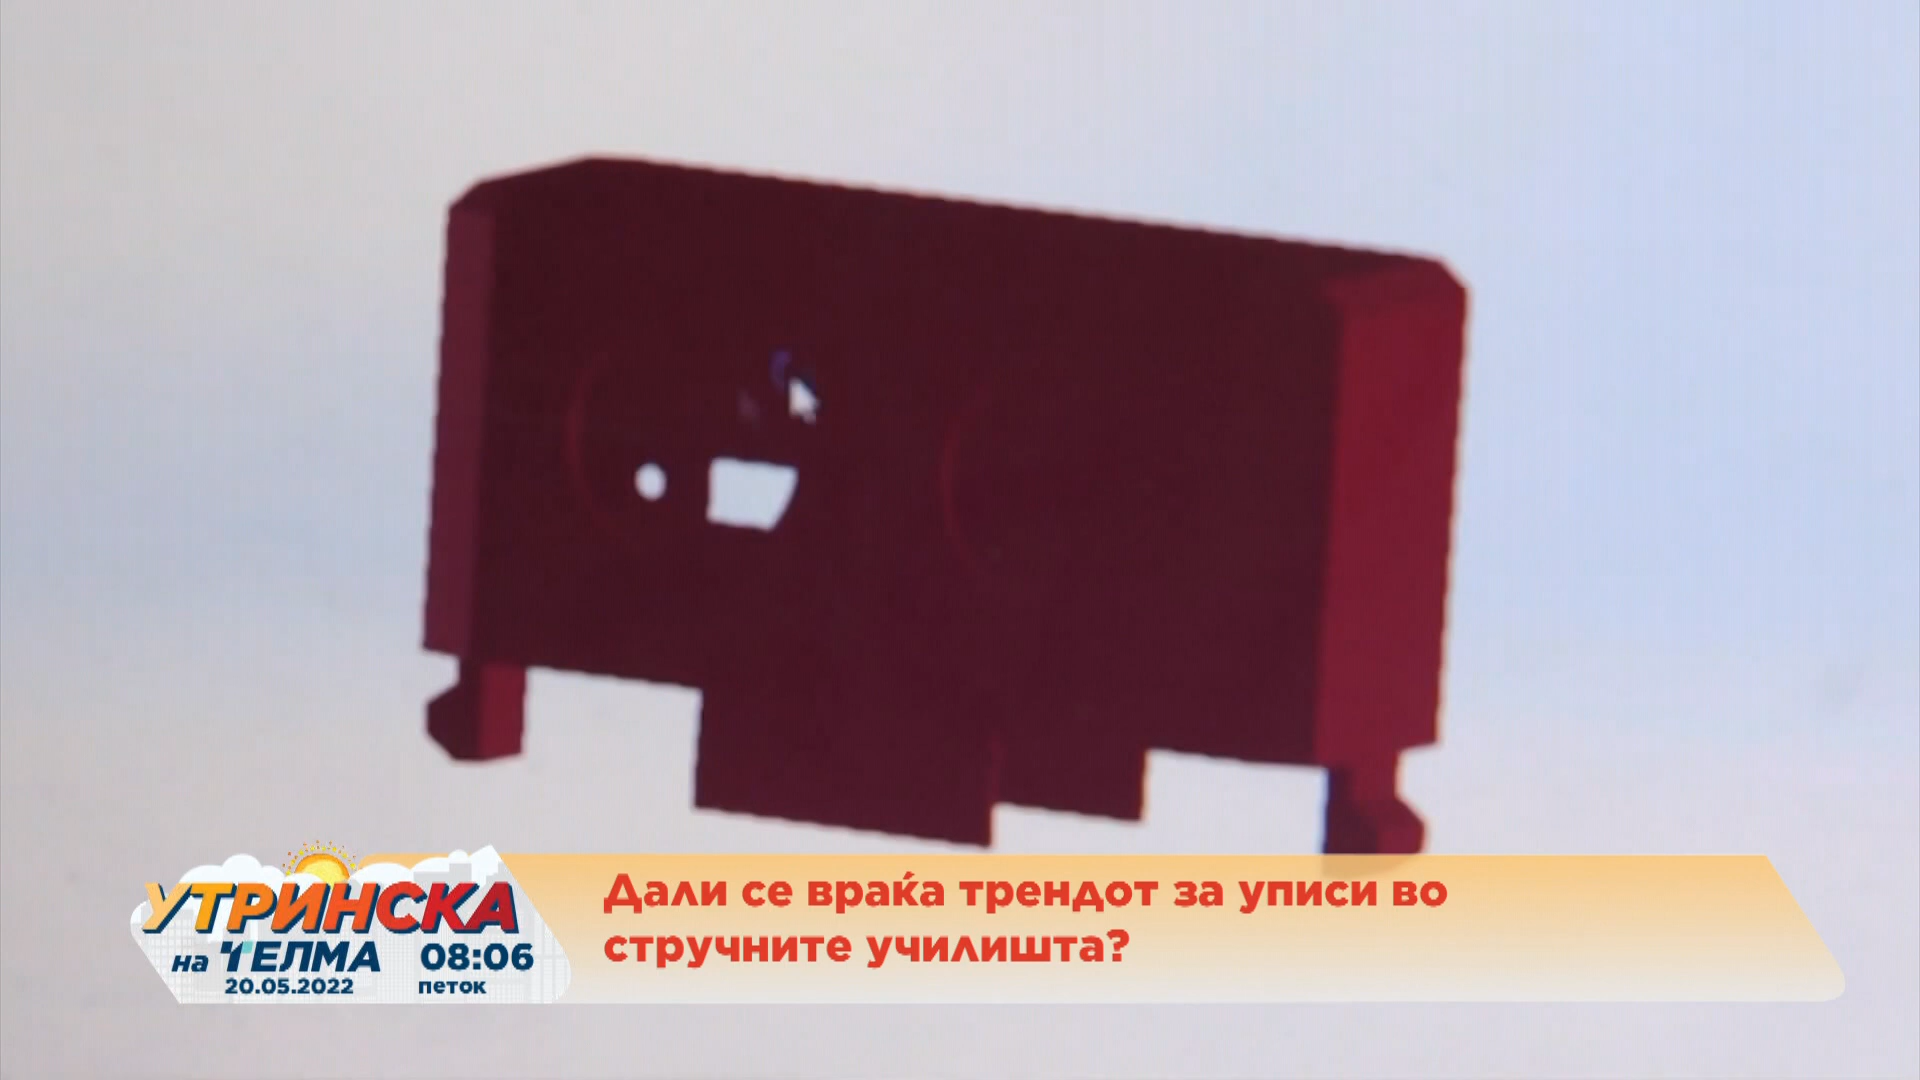 УТРИНСКА
на ТЕЛМА
08:06
20.05.2022
петок
Дали се враќа трендот за уписи во
стручните училишта?